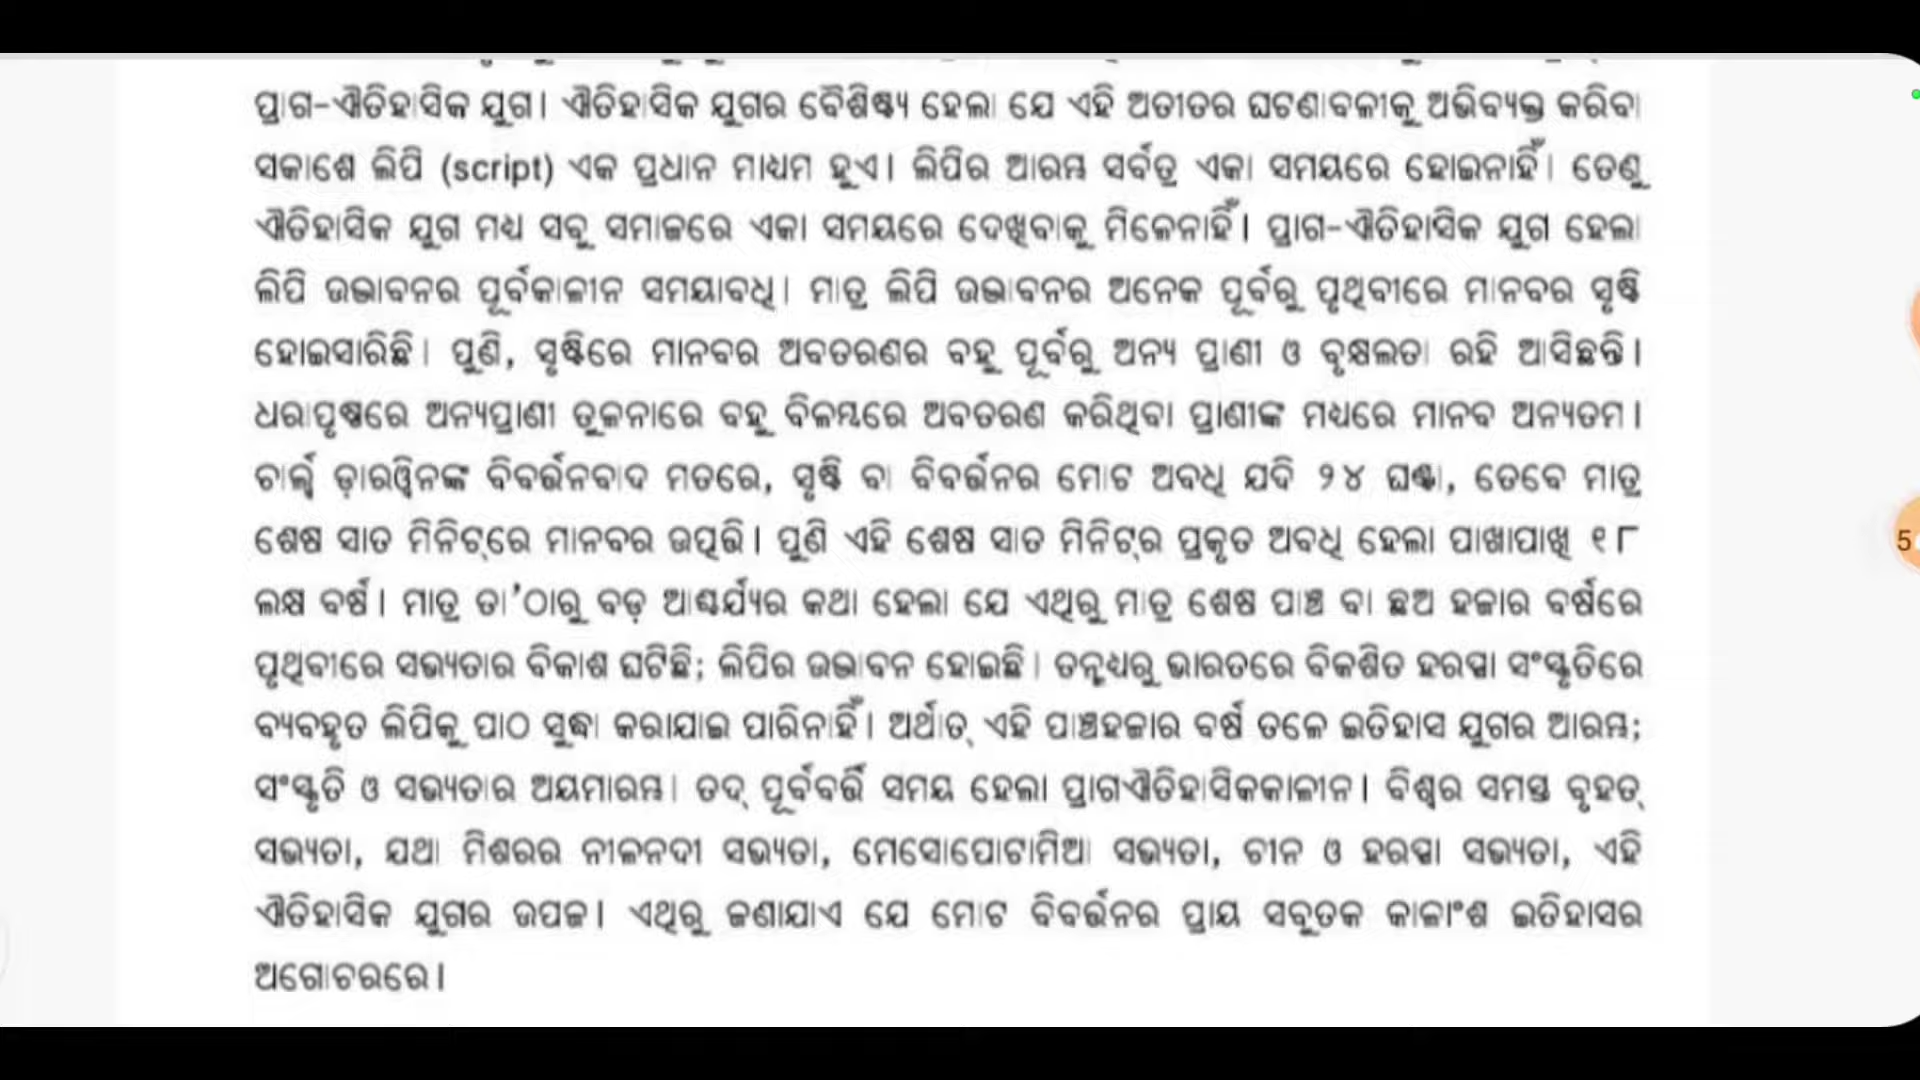 ପ୍ରାଗ-ଐତିହାସିକ ଯୁଗ। ଐତିହାସିକ ଯୁଗର ବୈଶିଷ୍ଟ୍ୟ ହେଲା ଯେ ଏହି ଅତୀତର ଘଟଣାବଳୀକୁ ଅଭିବ୍ୟକ୍ତ କରିବା
ସକାଶେ ଲିପି (script) ଏକ ପ୍ରଧାନ ମାଧ୍ୟମ ହୁଏ। ଲିପିର ଆରମ୍ଭ ସର୍ବତ୍ର ଏକା ସମୟରେ ହୋଇନାହିଁ। ତେଣୁ
ଐତିହାସିକ ଯୁଗ ମଧ୍ୟ ସବୁ ସମାଜରେ ଏକା ସମୟରେ ଦେଖିବାକୁ ମିଳେନାହିଁ। ପ୍ରାଗ-ଐତିହାସିକ ଯୁଗ ହେଲା
ଲିପି ଉଦ୍ଭାବନର ପୂର୍ବକାଳୀନ ସମୟାବଧି। ମାତ୍ର ଲିପି ଉଦ୍ଭାବନର ଅନେକ ପୂର୍ବରୁ ପୃଥିବୀରେ ମାନବର ସୃଷ୍ଟି
ହୋଇସାରିଛି। ପୁଣି, ସୃଷ୍ଟିରେ ମାନବର ଅବତରଣର ବହୁ ପୂର୍ବରୁ ଅନ୍ୟ ପ୍ରାଣୀ ଓ ବୃକ୍ଷଲତା ରହି ଆସିଛନ୍ତି।
ଧରାପୃଷ୍ଠରେ ଅନ୍ୟପ୍ରାଣୀ ତୁଳନାରେ ବହୁ ବିଳମ୍ବରେ ଅବତରଣ କରିଥିବା ପ୍ରାଣୀଙ୍କ ମଧ୍ୟରେ ମାନବ ଅନ୍ୟତମ।
ଚାର୍ଲ୍ସ ଡ଼ାରୱିନଙ୍କ ବିବର୍ତ୍ତନବାଦ ମତରେ, ସୃଷ୍ଟି ବା ବିବର୍ତ୍ତନର ମୋଟ ଅବଧି ଯଦି ୨୪ ଘଣ୍ଟା, ତେବେ ମାତ୍ର
ଶେଷ ସାତ ମିନିଟ୍‌ରେ ମାନବର ଉତ୍ପତ୍ତି। ପୁଣି ଏହି ଶେଷ ସାତ ମିନିଟ୍‌ର ପ୍ରକୃତ ଅବଧି ହେଲା ପାଖାପାଖି ୧୮
ଲକ୍ଷ ବର୍ଷ। ମାତ୍ର ତା'ଠାରୁ ବଡ଼ ଆଶ୍ଚର୍ଯ୍ୟର କଥା ହେଲା ଯେ ଏଥିରୁ ମାତ୍ର ଶେଷ ପାଞ୍ଚ ବା ଛଅ ହଜାର ବର୍ଷରେ
ପୃଥିବୀରେ ସଭ୍ୟତାର ବିକାଶ ଘଟିଛି; ଲିପିର ଉଦ୍ଭାବନ ହୋଇଛି। ତନ୍ମଧ୍ୟରୁ ଭାରତରେ ବିକଶିତ ହରପ୍ପା ସଂସ୍କୃତିରେ
ବ୍ୟବହୃତ ଲିପିକୁ ପାଠ ସୁଦ୍ଧା କରାଯାଇ ପାରିନାହିଁ। ଅର୍ଥାତ୍ ଏହି ପାଞ୍ଚହଜାର ବର୍ଷ ତଳେ ଇତିହାସ ଯୁଗର ଆରମ୍ଭ;
ସଂସ୍କୃତି ଓ ସଭ୍ୟତାର ଅୟମାରମ୍ଭ। ତଦ୍ ପୂର୍ବବର୍ତ୍ତି ସମୟ ହେଲା ପ୍ରାଗଐତିହାସିକକାଳୀନ। ବିଶ୍ୱର ସମସ୍ତ ବୃହତ୍
ସଭ୍ୟତା, ଯଥା ମିଶରର ନୀଳନଦୀ ସଭ୍ୟତା, ମେସୋପୋଟାମିଆ ସଭ୍ୟତା, ଚୀନ ଓ ହରପ୍ପା ସଭ୍ୟତା, ଏହି
ଐତିହାସିକ ଯୁଗର ଉପଜ। ଏଥିରୁ ଜଣାଯାଏ ଯେ ମୋଟ ବିବର୍ତ୍ତନର ପ୍ରାୟ ସବୁତକ କାଳାଂଶ ଇତିହାସର
ଅଗୋଚରରେ।
5